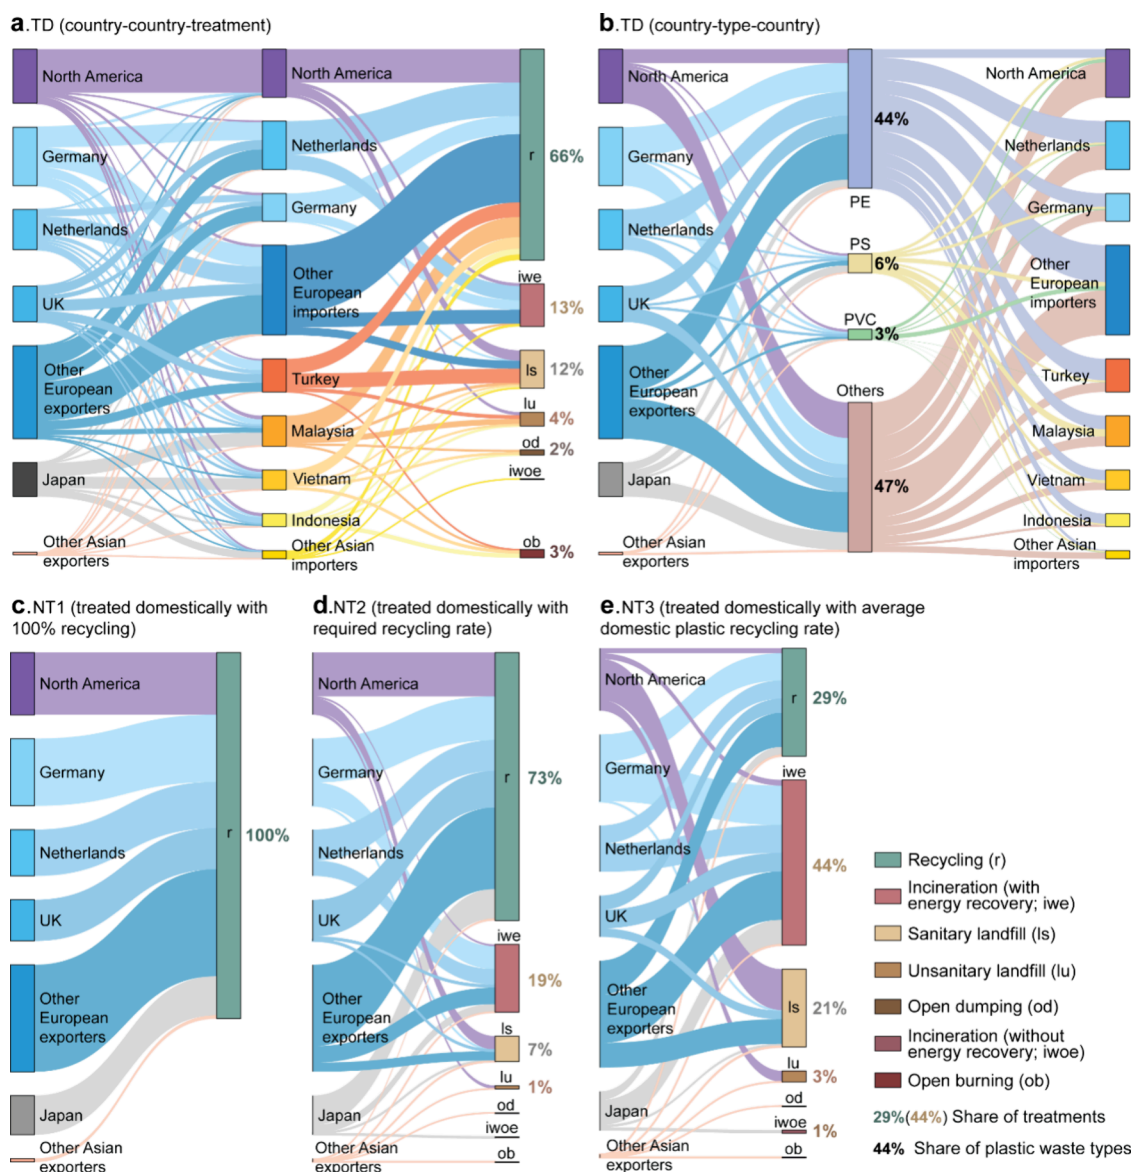 a.TD (country-country-treatment)
North America
Germany
Netherlands
UK
Other
European
exporters
Japan
Other Asian
exporters
North America
Netherlands
Germany
Other
European
importers
Turkey
Malaysia
Vietnam
Indonesia
Other Asian
importers
r
66%
iwe
13%
ls
12%
lu
4%
od
2%
iwoe
ob
3%
b.TD (country-type-country)
North America
Germany
Netherlands
UK
Other
European
exporters
Japan
Other Asian
exporters
44%
PE
PS
6%
PVC
3%
Others
47%
North America
Netherlands
Germany
Other
European
importers
Turkey
Malaysia
Vietnam
Indonesia
Other Asian
importers
c.NT1 (treated domestically with
100% recycling)
North America
Germany
Netherlands
UK
Other
European
exporters
Japan
Other Asian
exporters
r
100%
d.NT2 (treated domestically with
required recycling rate)
North America
Germany
Netherlands
UK
Other
European
exporters
Japan
Other Asian
exporters
r
73%
iwe
19%
ls
7%
lu
1%
od
iwoe
ob
e.NT3 (treated domestically with average
domestic plastic recycling rate)
North America
Germany
Netherlands
UK
Other
European
exporters
Japan
Other Asian
exporters
r
29%
iwe
44%
ls
21%
lu
3%
od
iwoe
1%
ob
Recycling (r)
Incineration (with
energy recovery; iwe)
Sanitary landfill (ls)
Unsanitary landfill (lu)
Open dumping (od)
Incineration (without
energy recovery; iwoe)
Open burning (ob)
29%(44%) Share of treatments
44% Share of plastic waste types